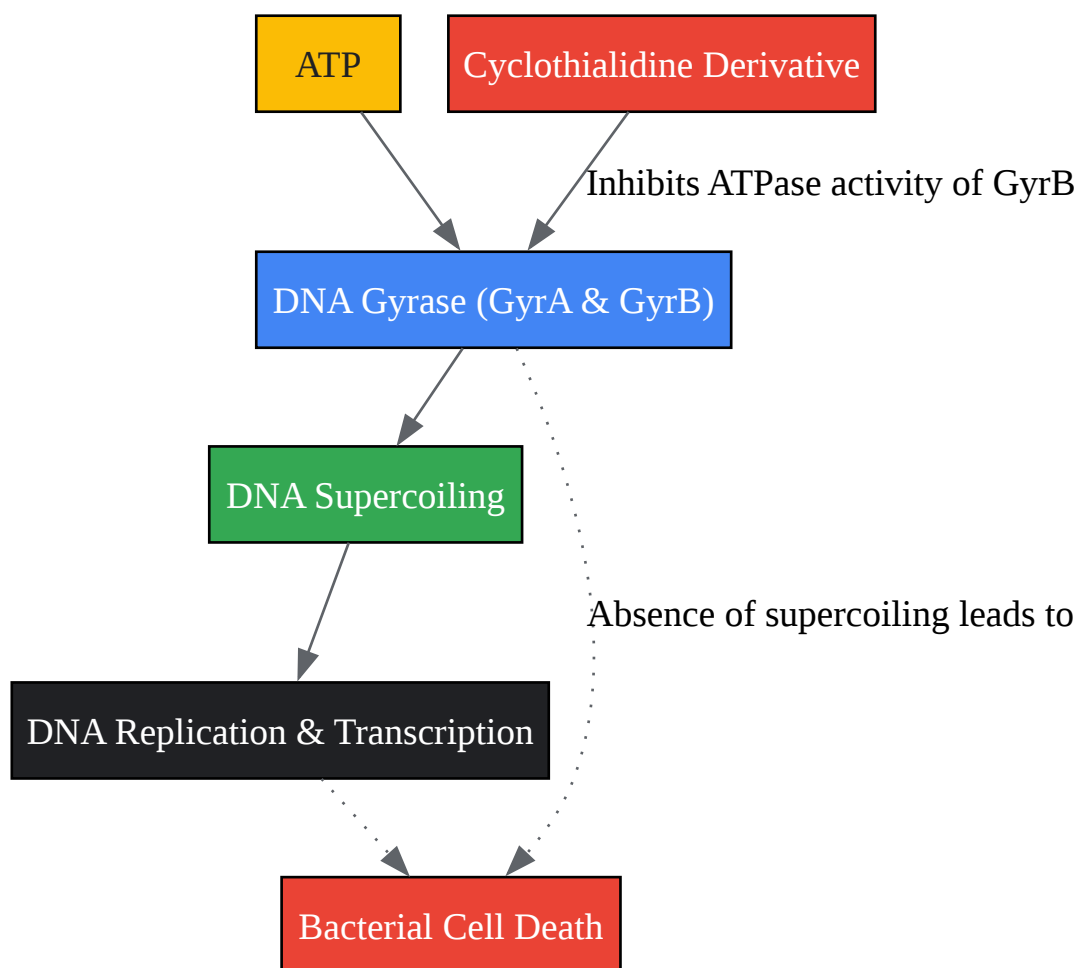 ATP
Cyclothialidine Derivative
Inhibits ATPase activity of GyrB
DNA Gyrase (GyrA & GyrB)
DNA Supercoiling
Absence of supercoiling leads to
DNA Replication & Transcription
Bacterial Cell Death